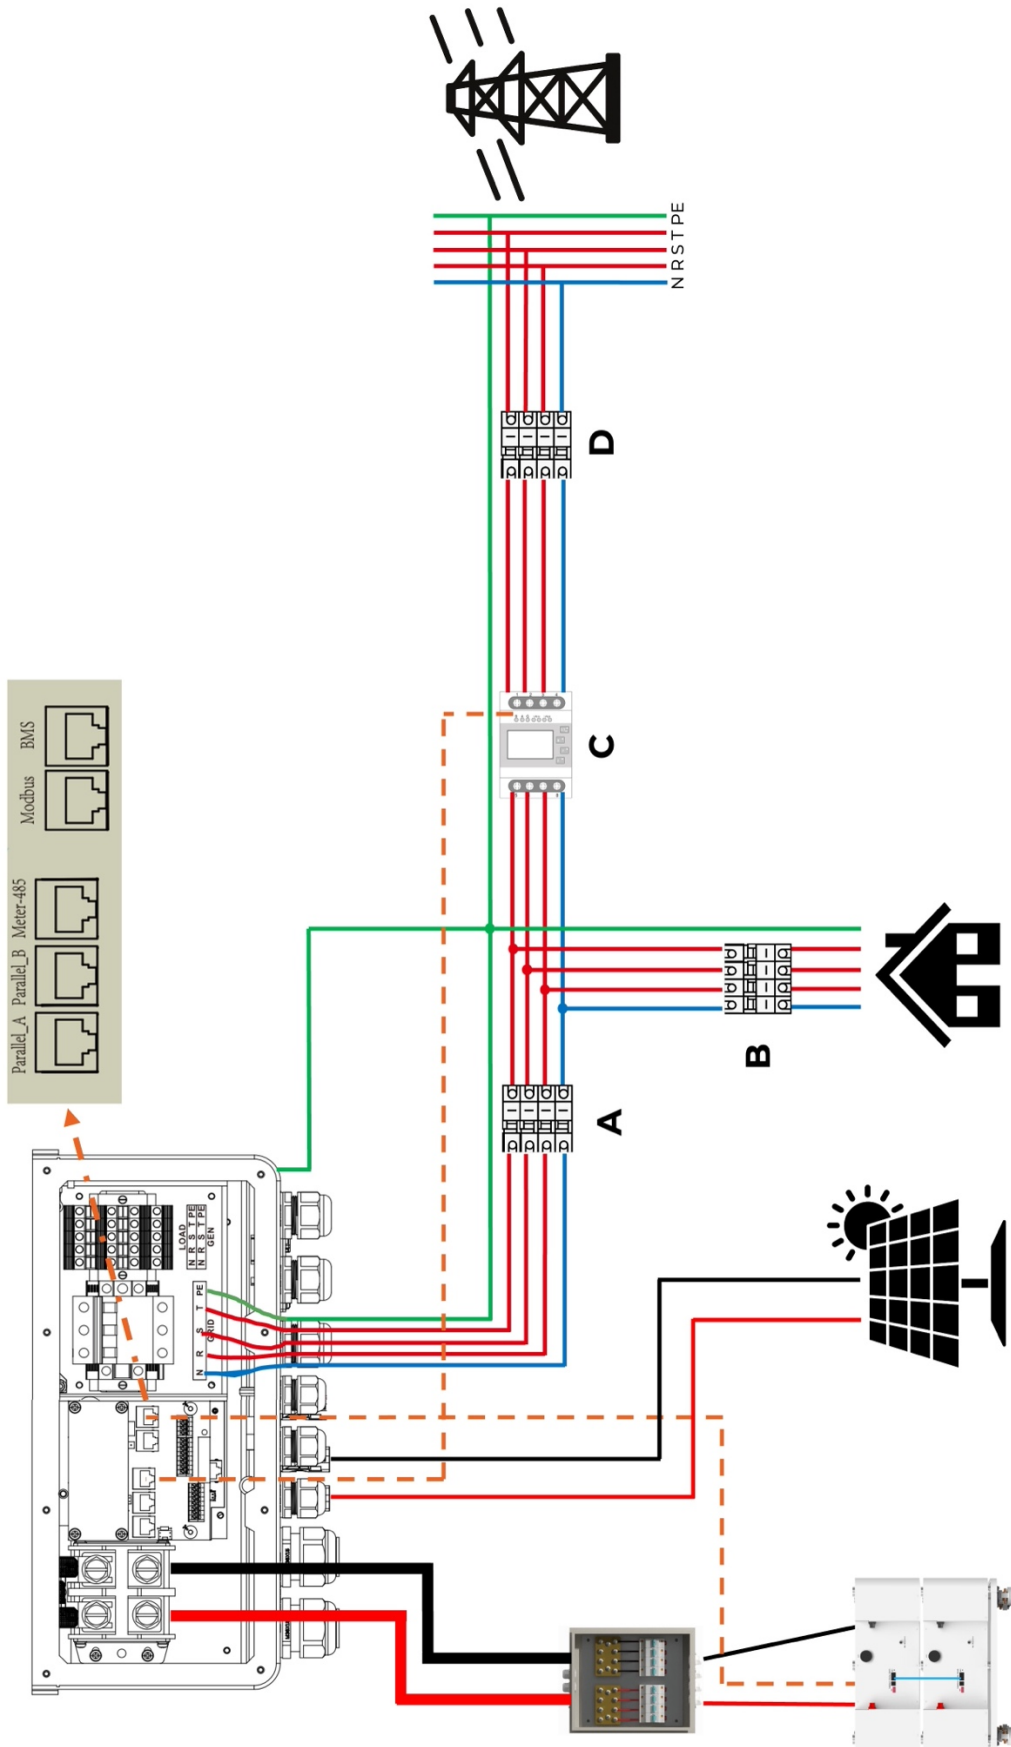 N R S T PE
D
C
BMS
Modbus
Meter-485
Parallel_B
Parallel_A
B
A
LOAD
N R S T PE
N R S T PE
GEN
N R S T PE
GRID